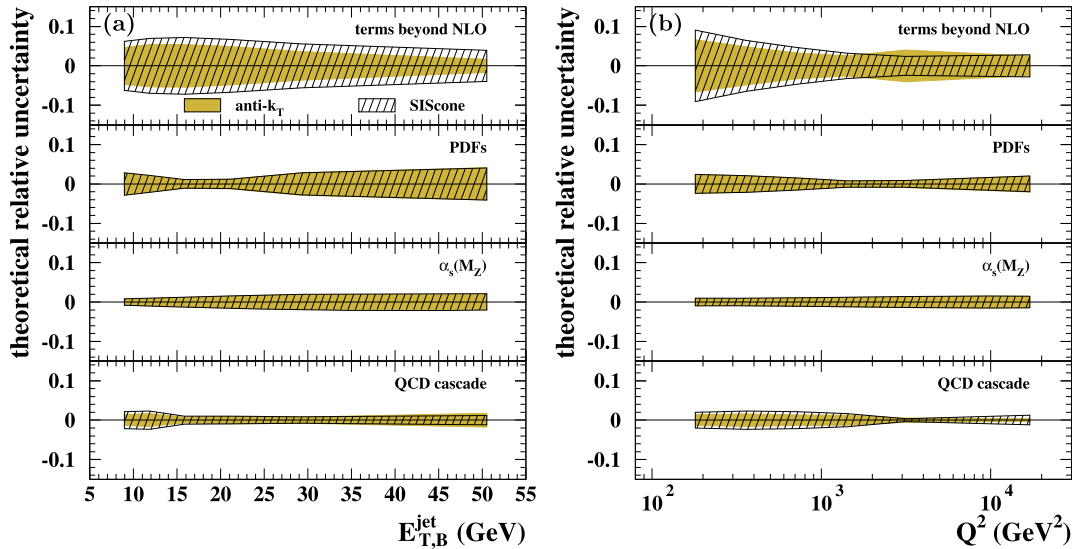 theoretical relative uncertainty
(a)
terms beyond NLO
0.1
0
-0.1
anti-k_T
SIScone
PDFs
0.1
0
-0.1
α_s(M_Z)
0.1
0
-0.1
QCD cascade
0.1
0
-0.1
5 10 15 20 25 30 35 40 45 50 55
E^jet_T,B (GeV)
theoretical relative uncertainty
(b)
terms beyond NLO
0.1
0
-0.1
PDFs
0.1
0
-0.1
α_s(M_Z)
0.1
0
-0.1
QCD cascade
0.1
0
-0.1
10^2 10^3 10^4
Q^2 (GeV^2)